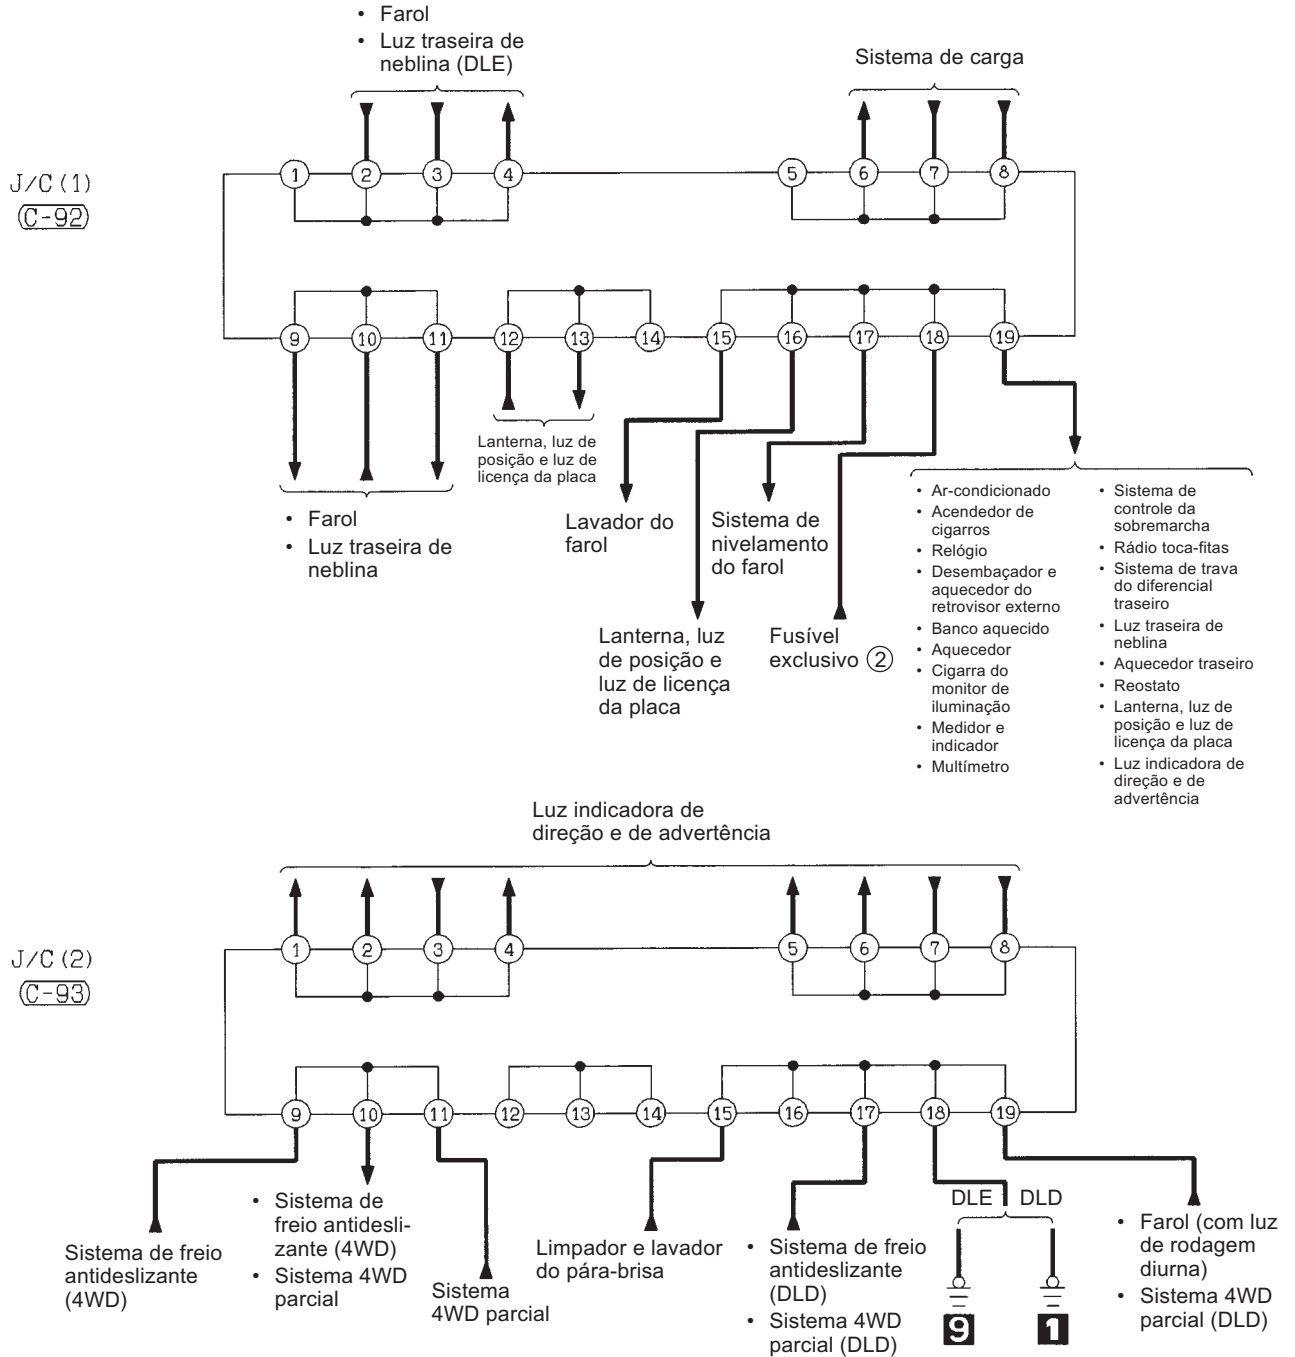 • Farol
• Luz traseira de
neblina (DLE)
Sistema de carga
J/C (1)
C-92
1 2 3 4 5 6 7 8
9 10 11 12 13 14 15 16 17 18 19
Lanterna, luz de
posição e luz de
licença da placa
• Farol
• Luz traseira de
neblina
Lavador do
farol
Lanterna, luz
de posição e
luz de licença
da placa
Sistema de
nivelamento
do farol
Fusível
exclusivo 2
• Ar-condicionado
• Acendedor de
cigarros
• Relógio
• Desembaçador e
aquecedor do
retrovisor externo
• Banco aquecido
• Aquecedor
• Cigarra do
monitor de
iluminação
• Medidor e
indicador
• Multímetro
• Sistema de
controle da
sobremarcha
• Rádio toca-fitas
• Sistema de trava
do diferencial
traseiro
• Luz traseira de
neblina
• Aquecedor traseiro
• Reostato
• Lanterna, luz de
posição e luz de
licença da placa
• Luz indicadora de
direção e de
advertência
Luz indicadora de
direção e de advertência
J/C (2)
C-93
1 2 3 4 5 6 7 8
9 10 11 12 13 14 15 16 17 18 19
Sistema de freio
antideslizante
(4WD)
• Sistema de
freio antidesli-
zante (4WD)
• Sistema 4WD
parcial
Sistema
4WD parcial
Limpador e lavador
do pára-brisa
• Sistema de freio
antideslizante
(DLD)
• Sistema 4WD
parcial (DLD)
DLE DLD
9 1
• Farol (com luz
de rodagem
diurna)
• Sistema 4WD
parcial (DLD)